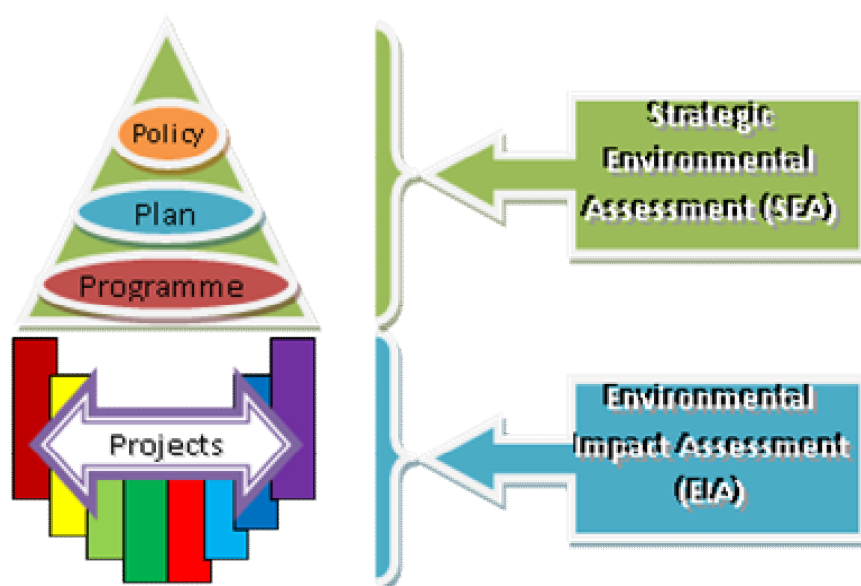 Policy
Plan
Programme
Projects
Strategic
Environmental
Assessment (SEA)
Environmental
Impact Assessment
(EIA)